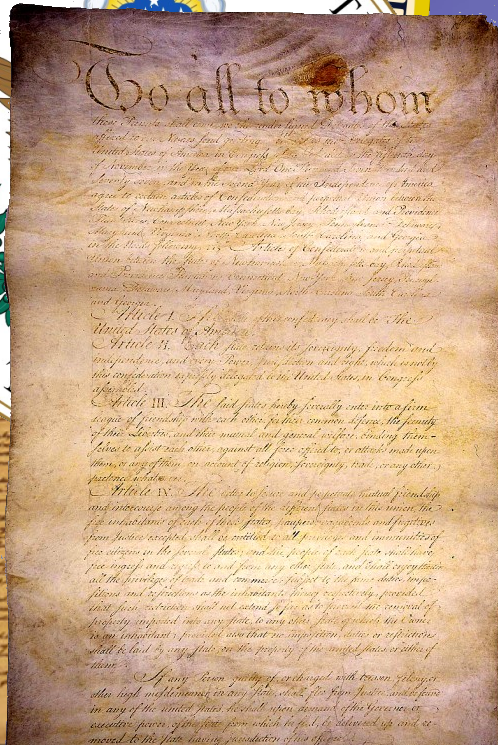 To all to whom
these Presents shall come, we the under signed Delegates of the States
affixed to our Names send greeting. Whereas the Delegates of the
United States of America in Congress assembled did on the fifteenth day
of November in the Year of our Lord One Thousand Seven Hundred and
Seventy seven, and in the Second Year of the Independence of America
agree to certain articles of Confederation and perpetual Union between the
States of Newhampshire, Massachusetts-bay, Rhodeisland and Providence
Plantations, Connecticut, New York, New Jersey, Pennsylvania, Delaware,
Maryland, Virginia, North-Carolina, South-Carolina and Georgia
in the Words following, viz. Articles of Confederation and perpetual
Union between the States of Newhampshire, Massachusetts-bay, Rhodeisland
and Providence Plantations, Connecticut, New-York, New-Jersey, Pennsyl-
vania, Delaware, Maryland, Virginia, North-Carolina, South-Carolina
and Georgia.
Article I. The Stile of this confederacy shall be "The
United States of America."
Article II. Each state retains its sovereignty, freedom and
independence, and every Power, Jurisdiction and right, which is not by
this confederation expressly delegated to the United States, in Congress
assembled.
Article III. The said states hereby severally enter into a firm
league of friendship with each other, for their common defence, the security
of their Liberties, and their mutual and general welfare, binding them-
selves to assist each other, against all force offered to, or attacks made upon
them, or any of them, on account of religion, sovereignty, trade, or any other
pretence whatever.
Article IV. The better to secure and perpetuate mutual friendship
and intercourse among the people of the different states in this union, the
free inhabitants of each of these states, paupers, vagabonds and fugitives
from Justice excepted, shall be entitled to all privileges and immunities of
free citizens in the several states; and the people of each state shall have
free ingress and regress to and from any other state, and shall enjoy therein
all the privileges of trade and commerce, subject to the same duties, impo-
sitions and restrictions as the inhabitants thereof respectively, provided
that such restriction shall not extend so far as to prevent the removal of
property imported into any state, to any other state of which the Owner
is an inhabitant; provided also that no imposition, duties or restriction
shall be laid by any state, on the property of the united states, or either of
them.
If any Person guilty of, or charged with treason, felony, or
other high misdemeanor in any state, shall flee from Justice, and be found
in any of the united states, he shall upon demand of the Governor or
executive power, of the state from which he fled, be delivered up and re-
moved to the state having jurisdiction of his offence.